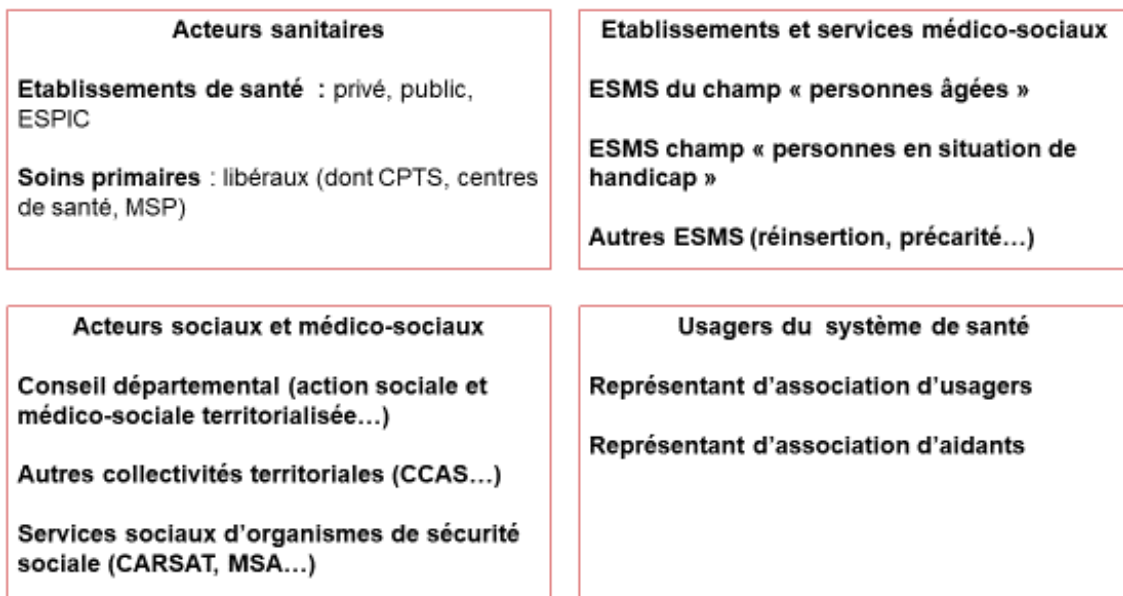 Acteurs sanitaires
Etablissements de santé : privé, public,
ESPIC
Soins primaires : libéraux (dont CPTS, centres
de santé, MSP)
Etablissements et services médico-sociaux
ESMS du champ « personnes âgées »
ESMS champ « personnes en situation de
handicap »
Autres ESMS (réinsertion, précarité…)
Acteurs sociaux et médico-sociaux
Conseil départemental (action sociale et
médico-sociale territorialisée…)
Autres collectivités territoriales (CCAS…)
Services sociaux d’organismes de sécurité
sociale (CARSAT, MSA…)
Usagers du système de santé
Représentant d’association d’usagers
Représentant d’association d’aidants